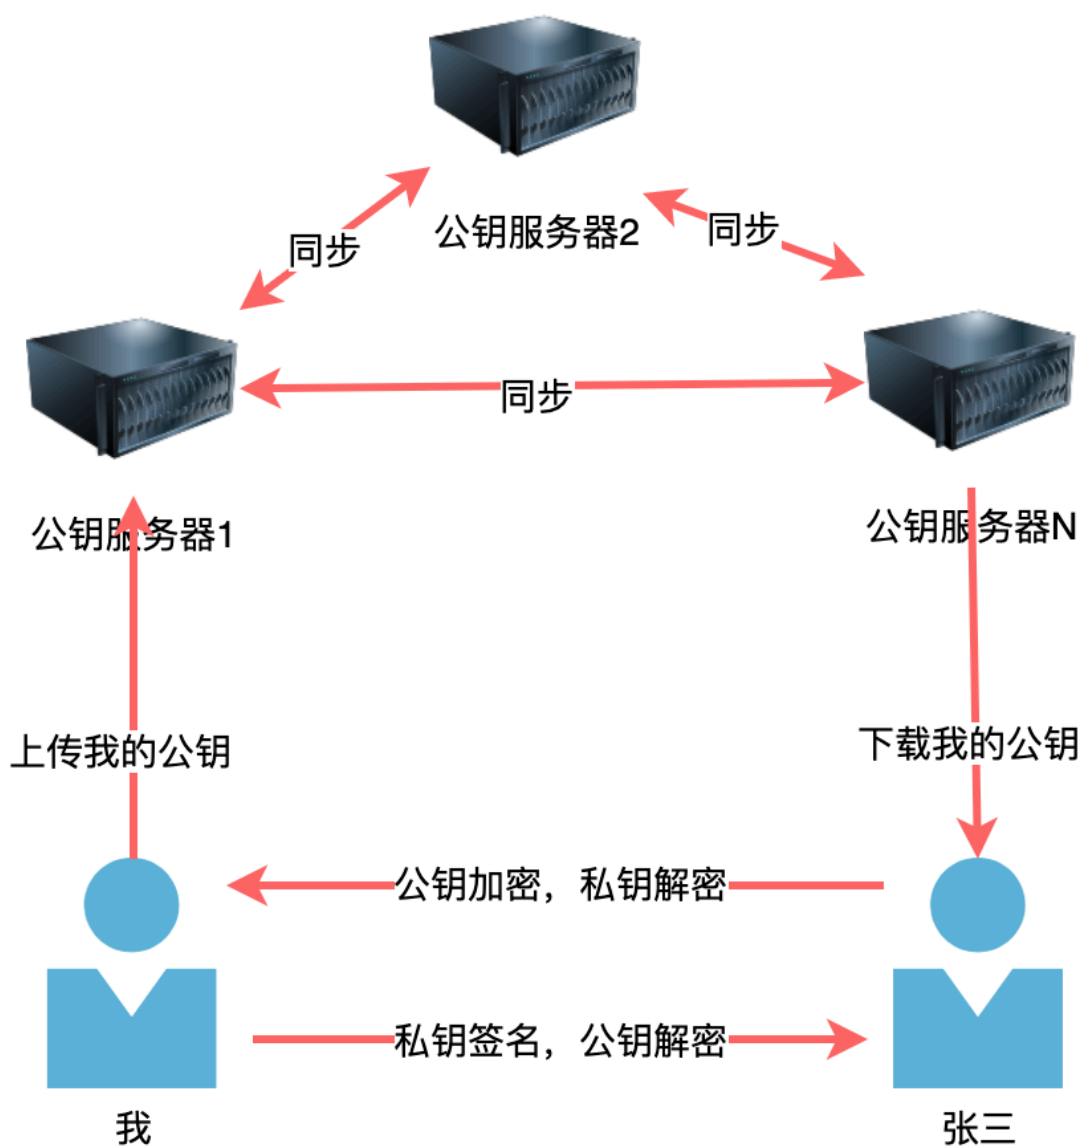 公钥服务器2
同步
同步
同步
公钥服务器1
公钥服务器N
上传我的公钥
下载我的公钥
公钥加密，私钥解密
私钥签名，公钥解密
我
张三